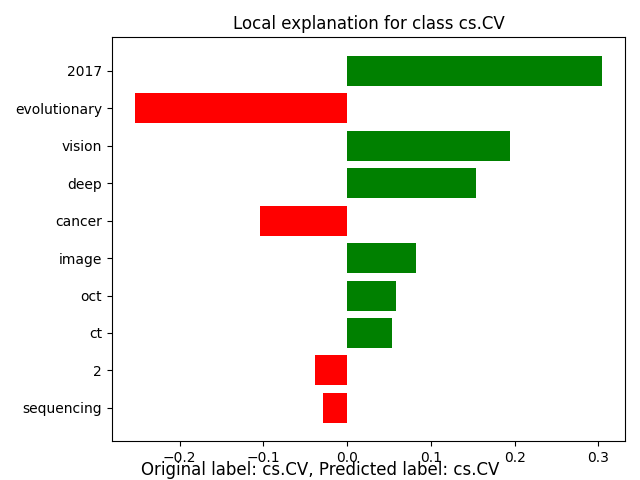 Local explanation for class cs.CV
2017
evolutionary
vision
deep
cancer
image
oct
ct
2
sequencing
−0.2 −0.1 0.0 0.1 0.2 0.3
Original label: cs.CV, Predicted label: cs.CV